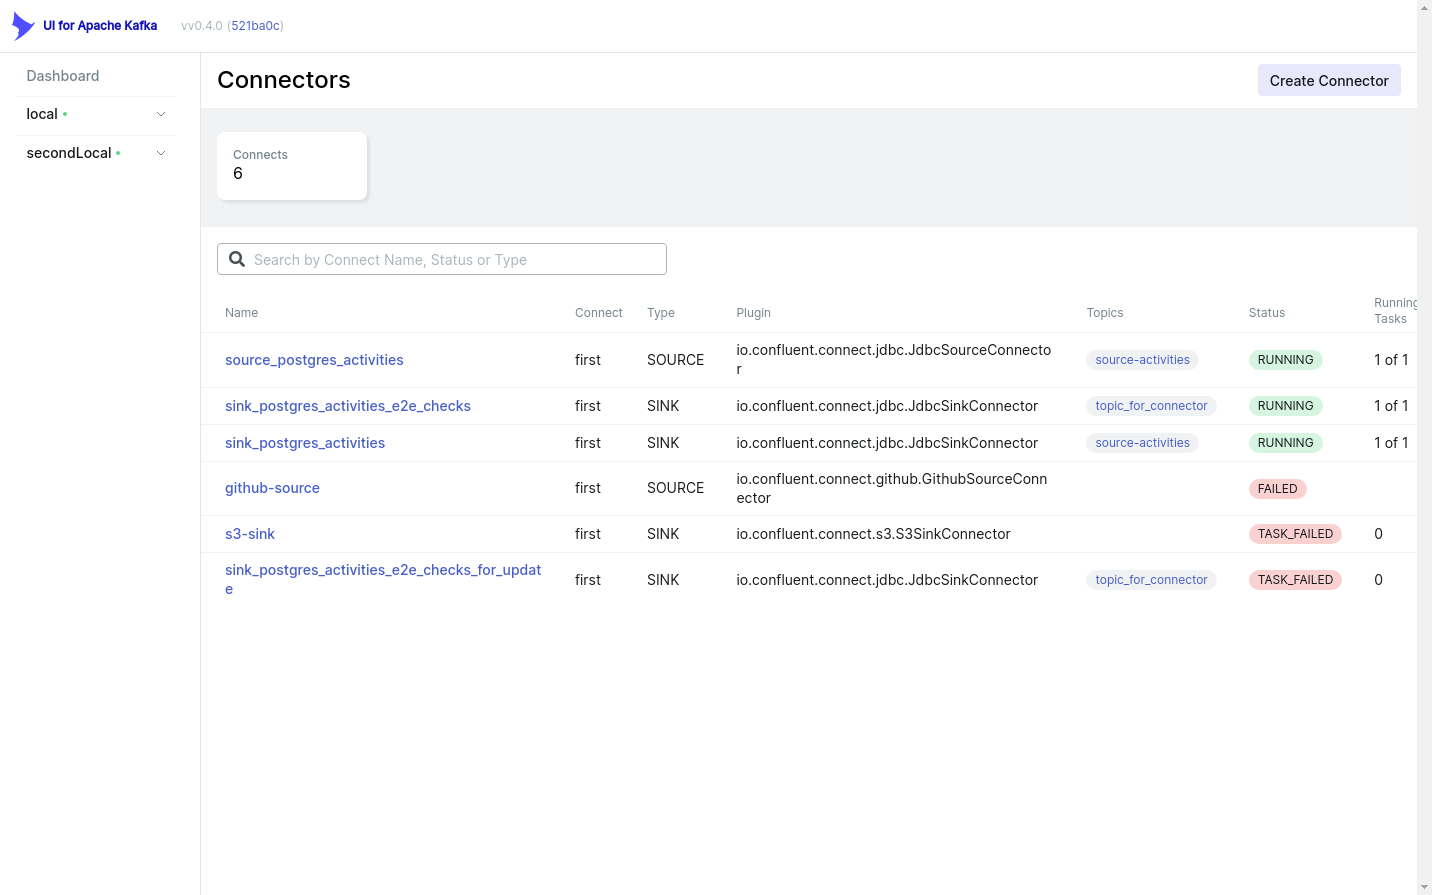 UI for Apache Kafka vv0.4.0 (521ba0c)
Dashboard
local
secondLocal
Connectors
Create Connector
Connects
6
Search by Connect Name, Status or Type
Name Connect Type Plugin Topics Status Running
Tasks
source_postgres_activities first SOURCE io.confluent.connect.jdbc.JdbcSourceConnecto
r source-activities RUNNING 1 of 1
sink_postgres_activities_e2e_checks first SINK io.confluent.connect.jdbc.JdbcSinkConnector topic_for_connector RUNNING 1 of 1
sink_postgres_activities first SINK io.confluent.connect.jdbc.JdbcSinkConnector source-activities RUNNING 1 of 1
github-source first SOURCE io.confluent.connect.github.GithubSourceConn
ector FAILED
s3-sink first SINK io.confluent.connect.s3.S3SinkConnector TASK_FAILED 0
sink_postgres_activities_e2e_checks_for_updat
e first SINK io.confluent.connect.jdbc.JdbcSinkConnector topic_for_connector TASK_FAILED 0